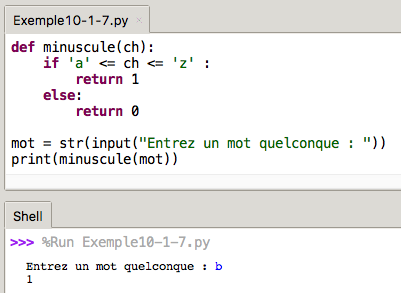 Exemple10-1-7.py
def minuscule(ch):
    if 'a' <= ch <= 'z' :
        return 1
    else:
        return 0
mot = str(input("Entrez un mot quelconque : "))
print(minuscule(mot))
Shell
>>> %Run Exemple10-1-7.py
Entrez un mot quelconque : b
1